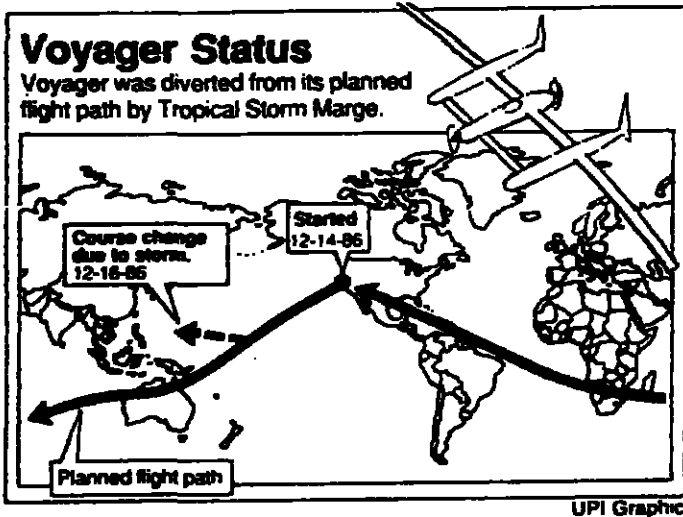 Voyager Status
Voyager was diverted from its planned
flight path by Tropical Storm Marge.
Started
12-14-86
Course change
due to storm.
12-16-86
Planned flight path
UPI Graphic